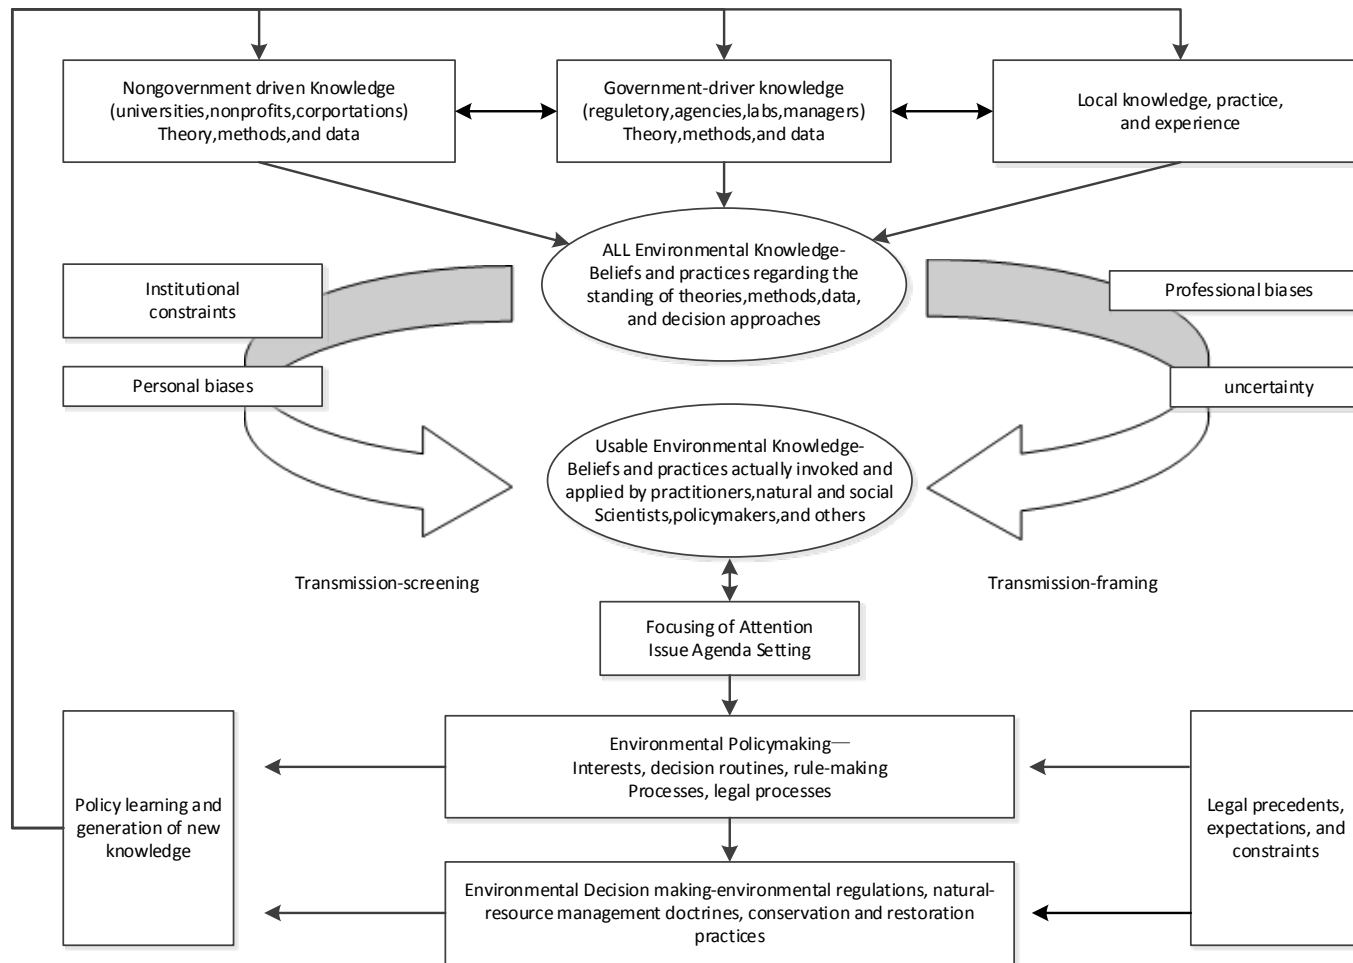 Nongovernment driven Knowledge
(universities,nonprofits,corportations)
Theory,methods,and data
Government-driver knowledge
(reguletory,agencies,labs,managers)
Theory,methods,and data
Local knowledge, practice,
and experience
ALL Environmental Knowledge-
Beliefs and practices regarding the
standing of theories,methods,data,
and decision approaches
Institutional
constraints
Professional biases
Personal biases
uncertainty
Usable Environmental Knowledge-
Beliefs and practices actually invoked and
applied by practitioners,natural and social
Scientists,policymakers,and others
Transmission-screening
Transmission-framing
Focusing of Attention
Issue Agenda Setting
Environmental Policymaking—
Interests, decision routines, rule-making
Processes, legal processes
Policy learning and
generation of new
knowledge
Legal precedents,
expectations, and
constraints
Environmental Decision making-environmental regulations, natural-
resource management doctrines, conservation and restoration
practices